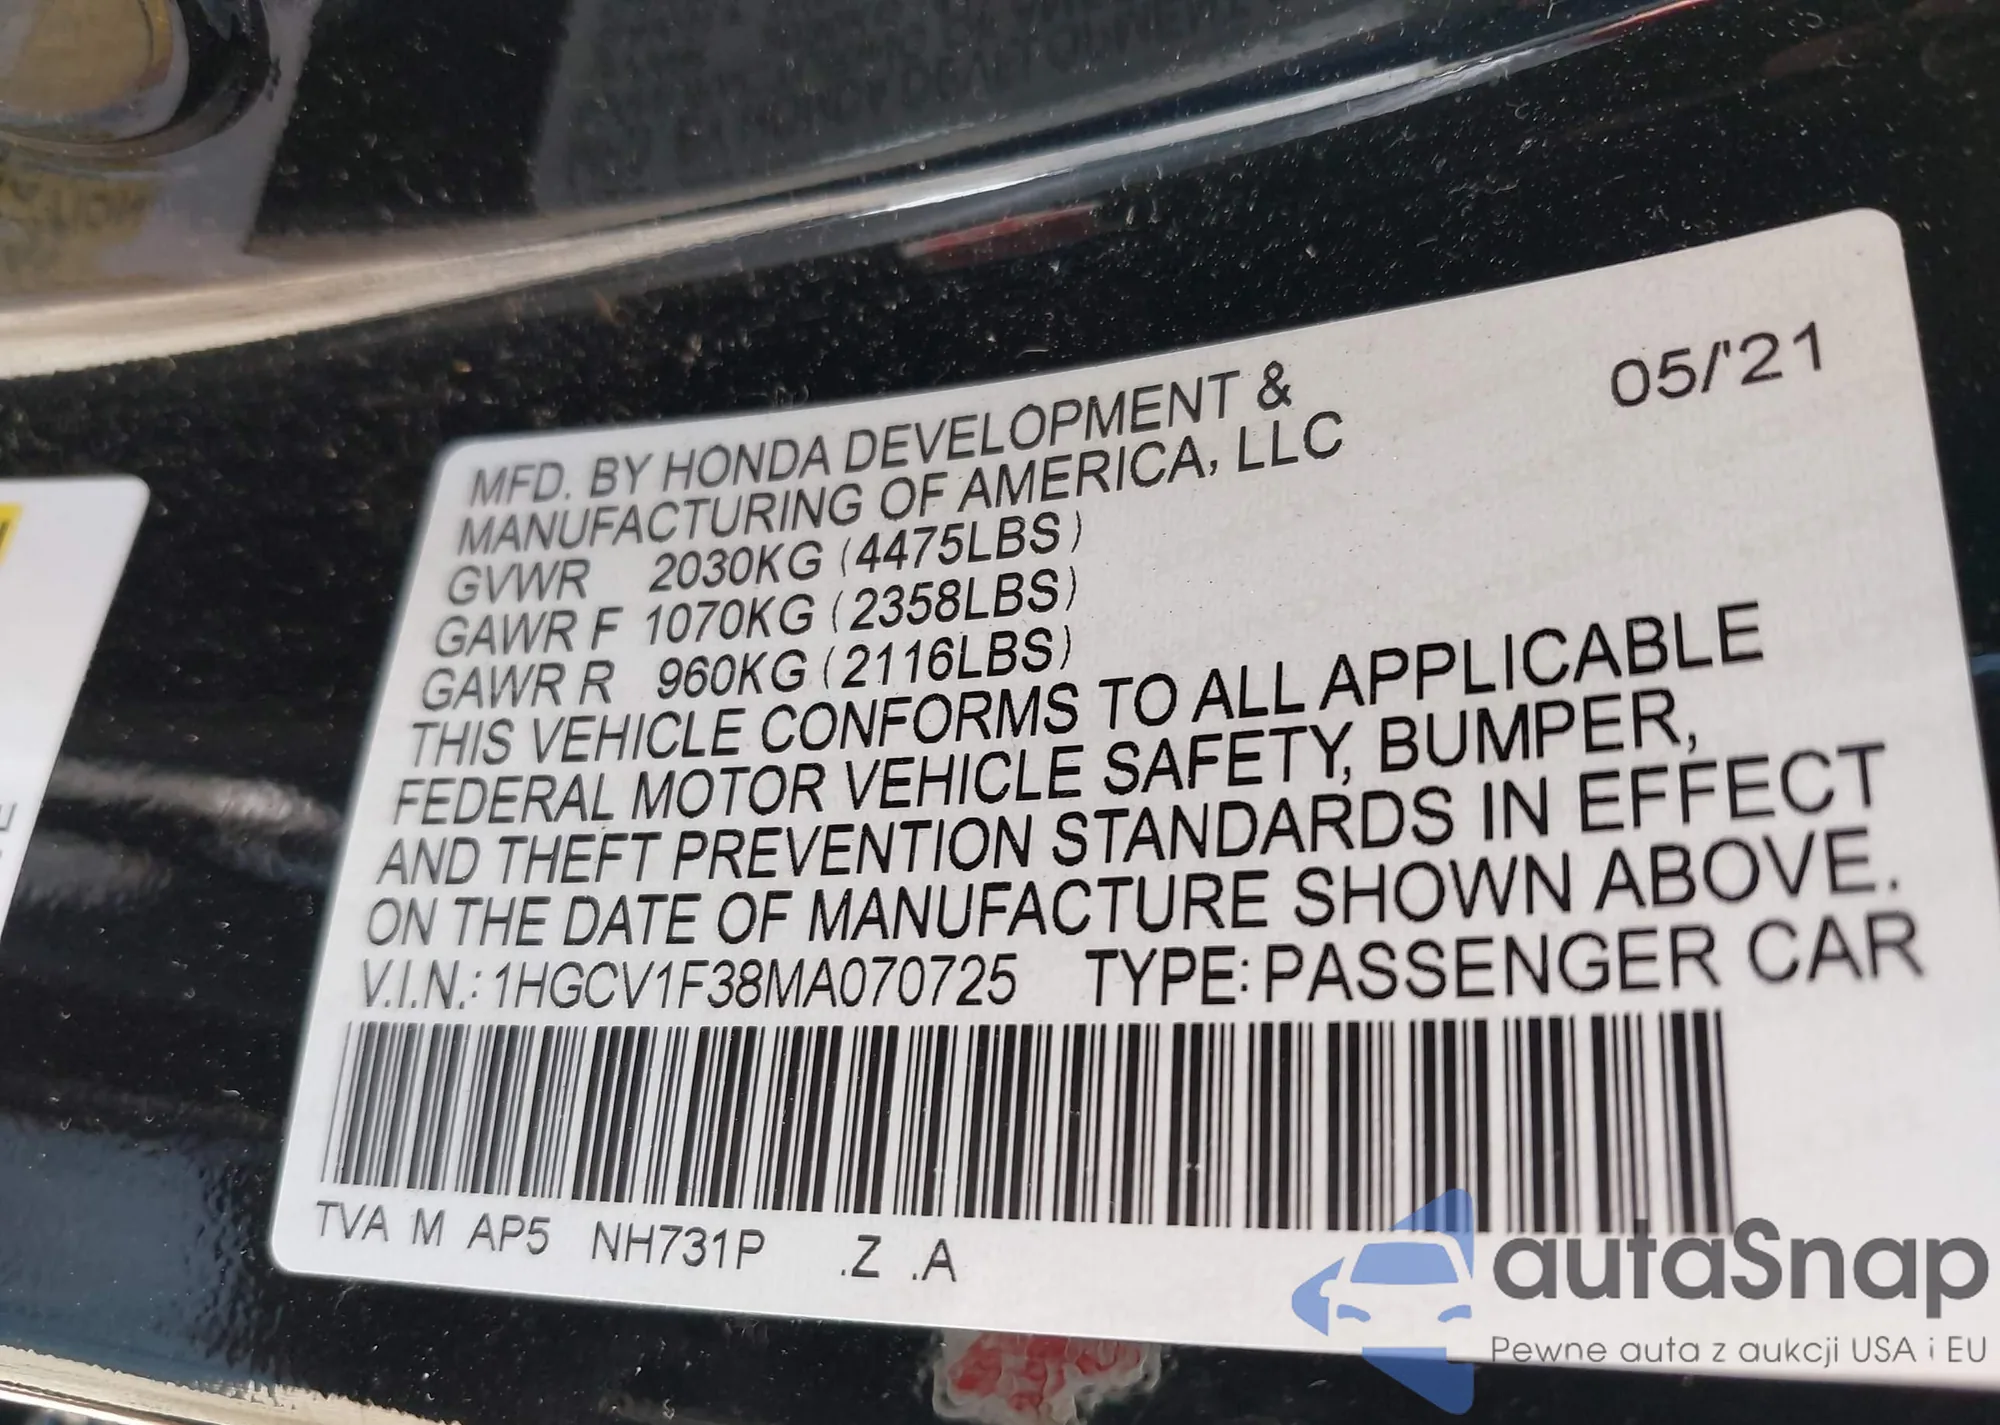 05/'21
MFD. BY HONDA DEVELOPMENT &
MANUFACTURING OF AMERICA, LLC
GVWR 2030KG (4475LBS)
GAWR F 1070KG (2358LBS)
GAWR R 960KG (2116LBS)
THIS VEHICLE CONFORMS TO ALL APPLICABLE
FEDERAL MOTOR VEHICLE SAFETY, BUMPER,
AND THEFT PREVENTION STANDARDS IN EFFECT
ON THE DATE OF MANUFACTURE SHOWN ABOVE.
V.I.N.: 1HGCV1F38MA070725 TYPE: PASSENGER CAR
TVA M AP5 NH731P .Z .A
autaSnap
Pewne auta z aukcji USA i EU